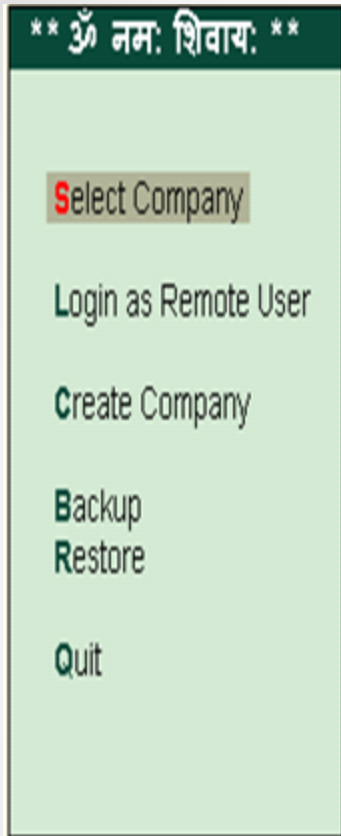 ** ॐ नमः शिवायः **
Select Company
Login as Remote User
Create Company
Backup
Restore
Quit